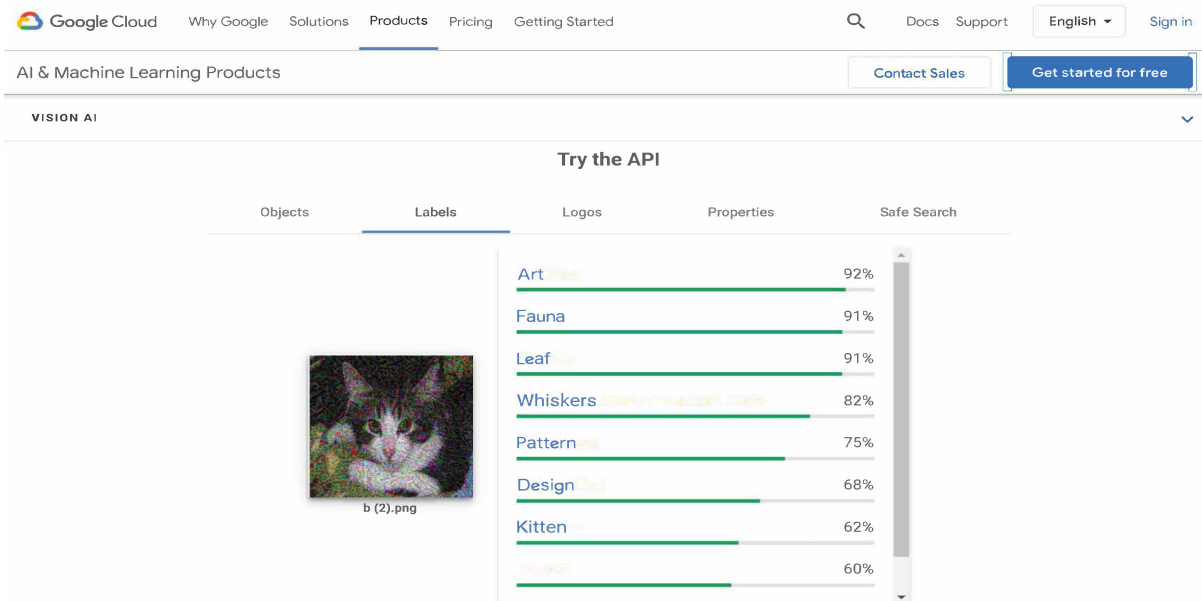 Google Cloud Why Google Solutions Products Pricing Getting Started Docs Support English Sign in
AI & Machine Learning Products Contact Sales Get started for free
VISION AI
Try the API
Objects Labels Logos Properties Safe Search
Art 92%
Fauna 91%
Leaf 91%
Whiskers 82%
Pattern 75%
Design 68%
Kitten 62%
60%
b (2).png